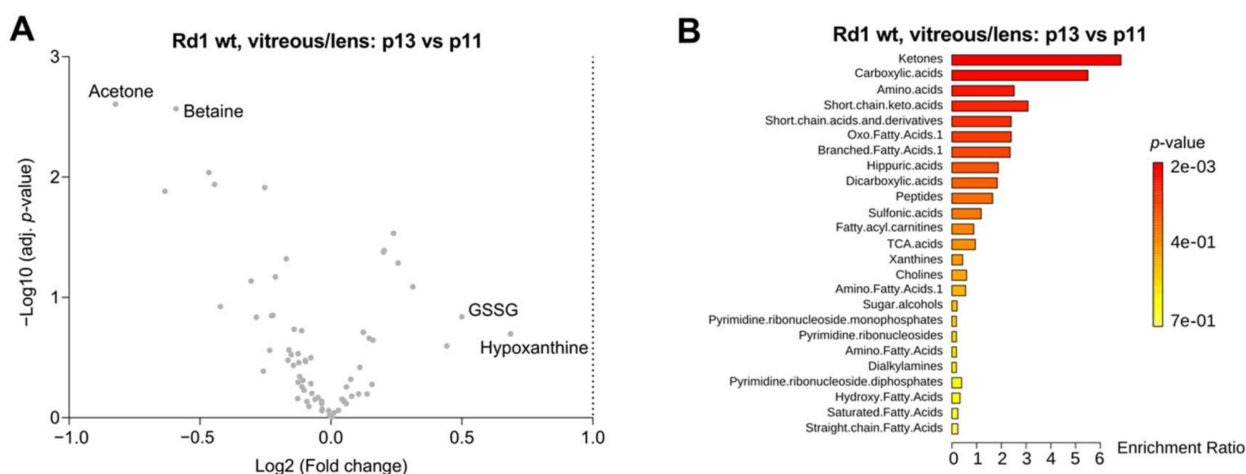 A
Rd1 wt, vitreous/lens: p13 vs p11
3
2
1
0
−Log10 (adj. p-value)
Acetone
Betaine
GSSG
Hypoxanthine
−1.0
−0.5
0.0
0.5
1.0
Log2 (Fold change)
B
Rd1 wt, vitreous/lens: p13 vs p11
Ketones
Carboxylic.acids
Amino.acids
Short.chain.keto.acids
Short.chain.acids.and.derivatives
Oxo.Fatty.Acids.1
Branched.Fatty.Acids.1
Hippuric.acids
Dicarboxylic.acids
Peptides
Sulfonic.acids
Fatty.acyl.carnitines
TCA.acids
Xanthines
Cholines
Amino.Fatty.Acids.1
Sugar.alcohols
Pyrimidine.ribonucleoside.monophosphates
Pyrimidine.ribonucleosides
Amino.Fatty.Acids
Dialkylamines
Pyrimidine.ribonucleoside.diphosphates
Hydroxy.Fatty.Acids
Saturated.Fatty.Acids
Straight.chain.Fatty.Acids
0 1 2 3 4 5 6
Enrichment Ratio
p-value
2e-03
4e-01
7e-01